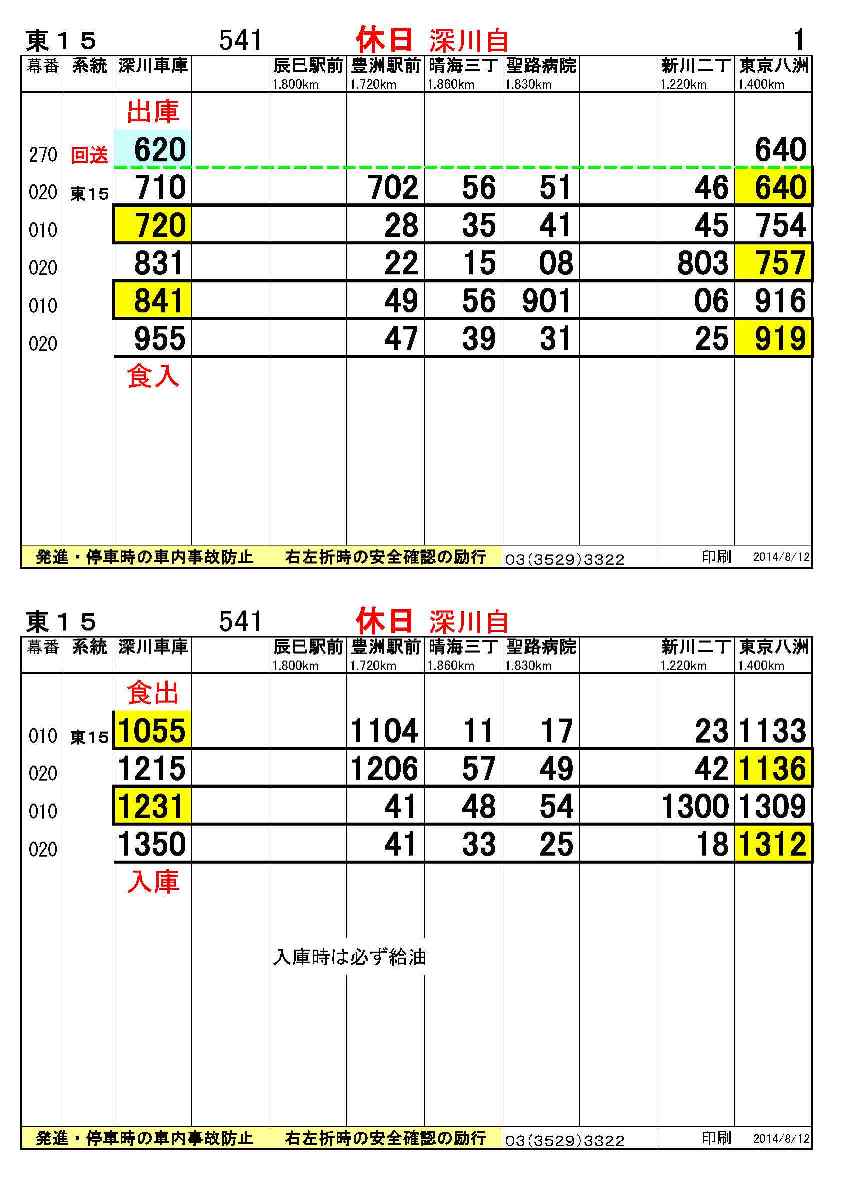 東１５ 541 休日 深川自 1
幕番 系統 深川車庫 辰巳駅前 豊洲駅前 晴海三丁 聖路病院 新川二丁 東京八洲
1.800km 1.720km 1.860km 1.830km 1.220km 1.400km
出庫
270 回送 620 640
020 東15 710 702 56 51 46 640
010 720 28 35 41 45 754
020 831 22 15 08 803 757
010 841 49 56 901 06 916
020 955 47 39 31 25 919
食入
発進・停車時の車内事故防止 右左折時の安全確認の励行 03(3529)3322 印刷 2014/8/12
東１５ 541 休日 深川自
幕番 系統 深川車庫 辰巳駅前 豊洲駅前 晴海三丁 聖路病院 新川二丁 東京八洲
1.800km 1.720km 1.860km 1.830km 1.220km 1.400km
食出
010 東15 1055 1104 11 17 23 1133
020 1215 1206 57 49 42 1136
010 1231 41 48 54 1300 1309
020 1350 41 33 25 18 1312
入庫
入庫時は必ず給油
発進・停車時の車内事故防止 右左折時の安全確認の励行 03(3529)3322 印刷 2014/8/12